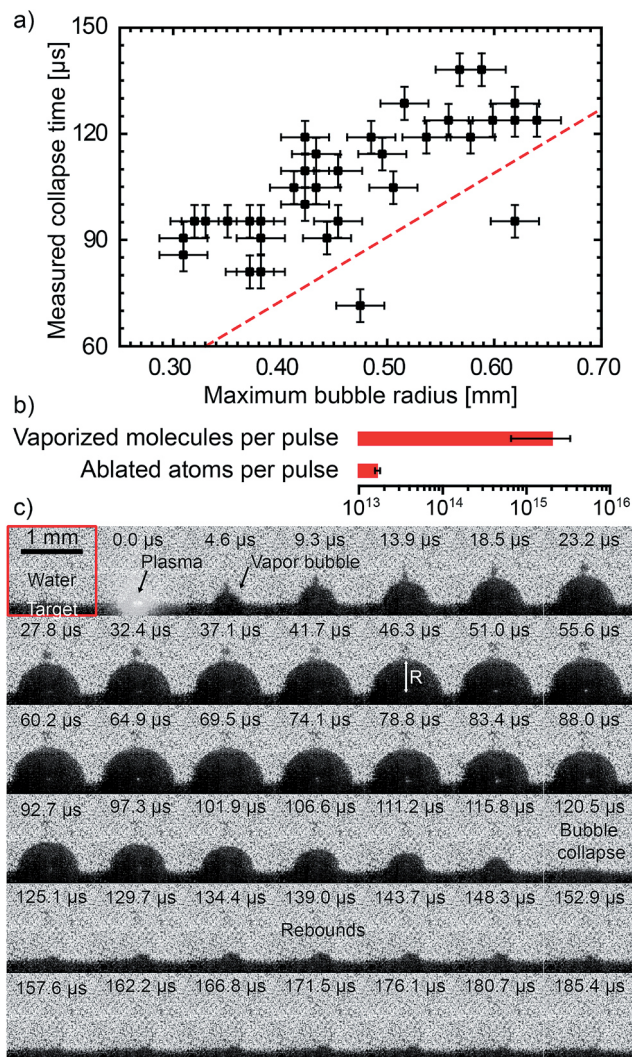 a)
150
120
90
60
Measured collapse time [µs]
0.30 0.40 0.50 0.60 0.70
Maximum bubble radius [mm]
b)
Vaporized molecules per pulse
Ablated atoms per pulse
10^13 10^14 10^15 10^16
c)
1 mm 0.0 µs 4.6 µs 9.3 µs 13.9 µs 18.5 µs 23.2 µs
Plasma Vapor bubble
Water
Target
27.8 µs 32.4 µs 37.1 µs 41.7 µs 46.3 µs 51.0 µs 55.6 µs
R
60.2 µs 64.9 µs 69.5 µs 74.1 µs 78.8 µs 83.4 µs 88.0 µs
92.7 µs 97.3 µs 101.9 µs 106.6 µs 111.2 µs 115.8 µs 120.5 µs
Bubble
collapse
125.1 µs 129.7 µs 134.4 µs 139.0 µs 143.7 µs 148.3 µs 152.9 µs
Rebounds
157.6 µs 162.2 µs 166.8 µs 171.5 µs 176.1 µs 180.7 µs 185.4 µs